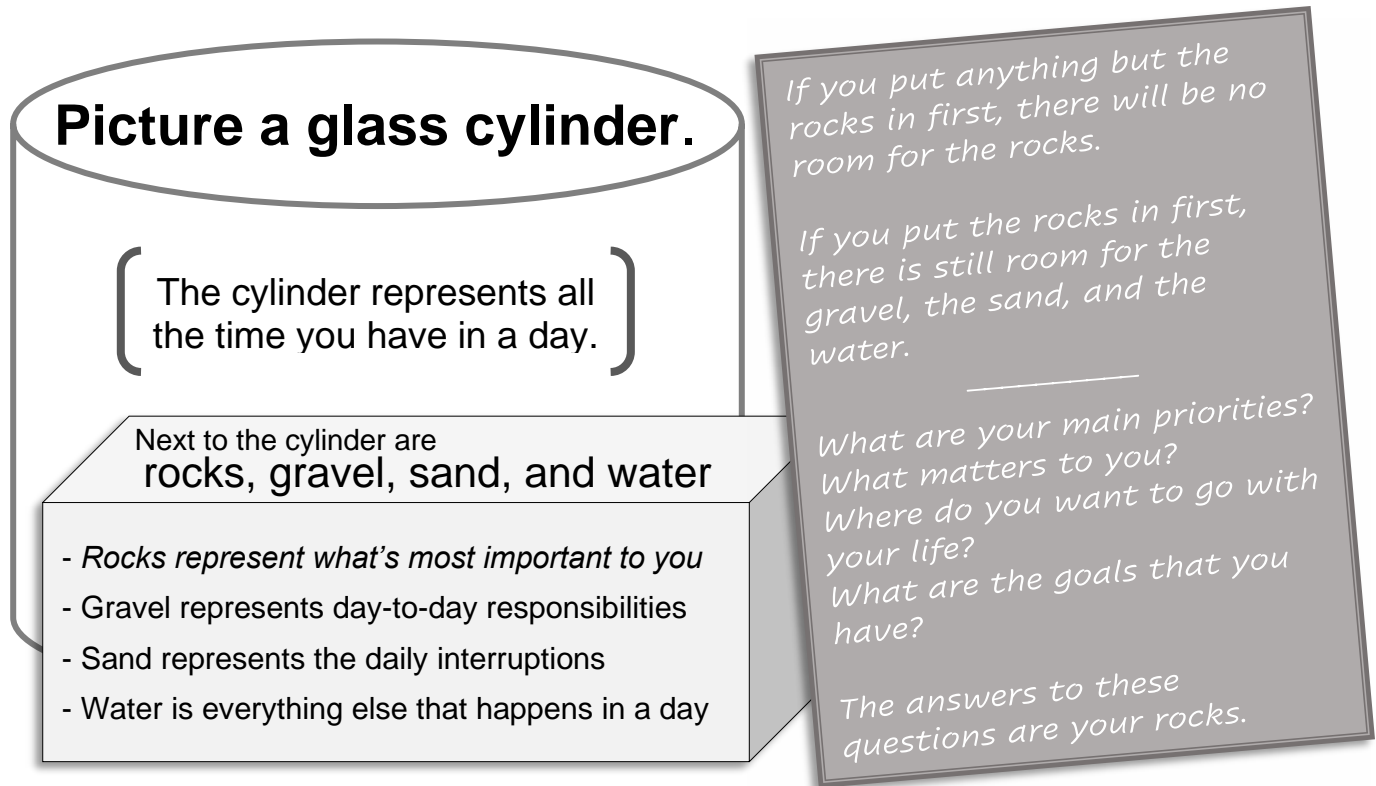 Picture a glass cylinder.
The cylinder represents all
the time you have in a day.
Next to the cylinder are
rocks, gravel, sand, and water
- Rocks represent what's most important to you
- Gravel represents day-to-day responsibilities
- Sand represents the daily interruptions
- Water is everything else that happens in a day
If you put anything but the
rocks in first, there will be no
room for the rocks.
If you put the rocks in first,
there is still room for the
gravel, the sand, and the
water.
What are your main priorities?
What matters to you?
Where do you want to go with
your life?
What are the goals that you
have?
The answers to these
questions are your rocks.